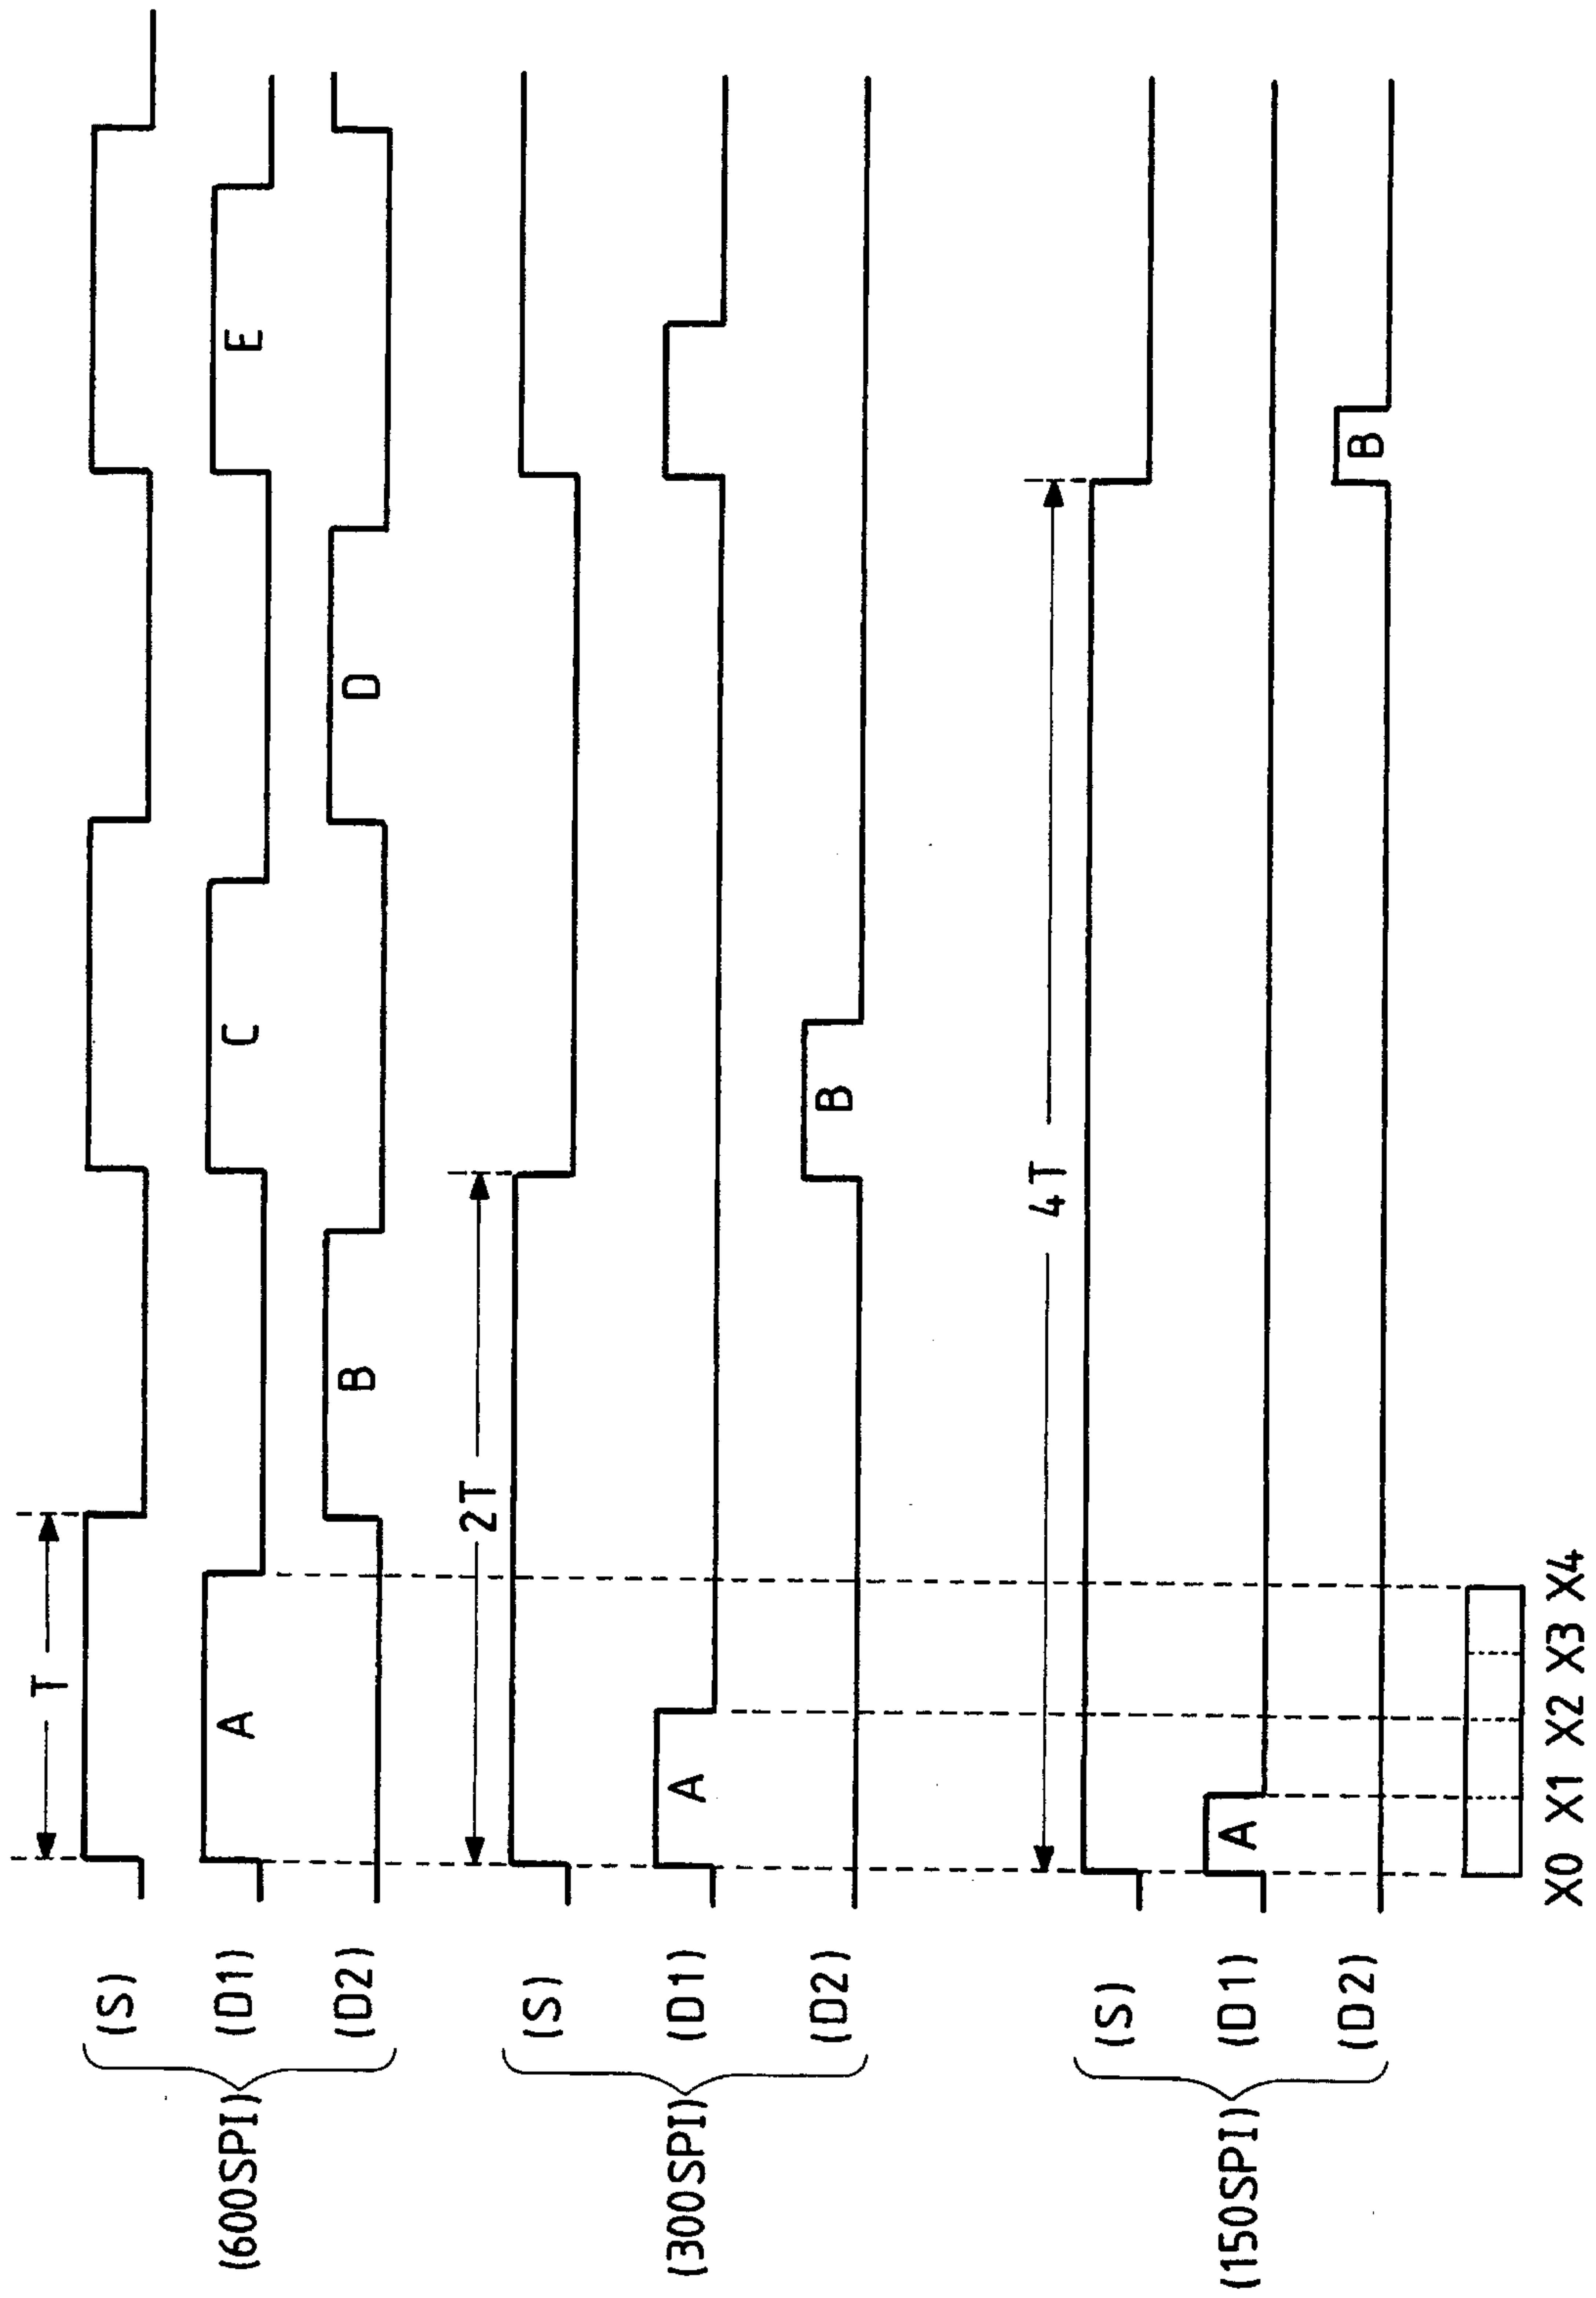 T
(600SPI)
(S)
(D1)
A
C
E
(D2)
B
D
2T
(300SPI)
(S)
(D1)
A
(D2)
B
4T
(150SPI)
(S)
(D1)
A
(D2)
B
X0 X1 X2 X3 X4